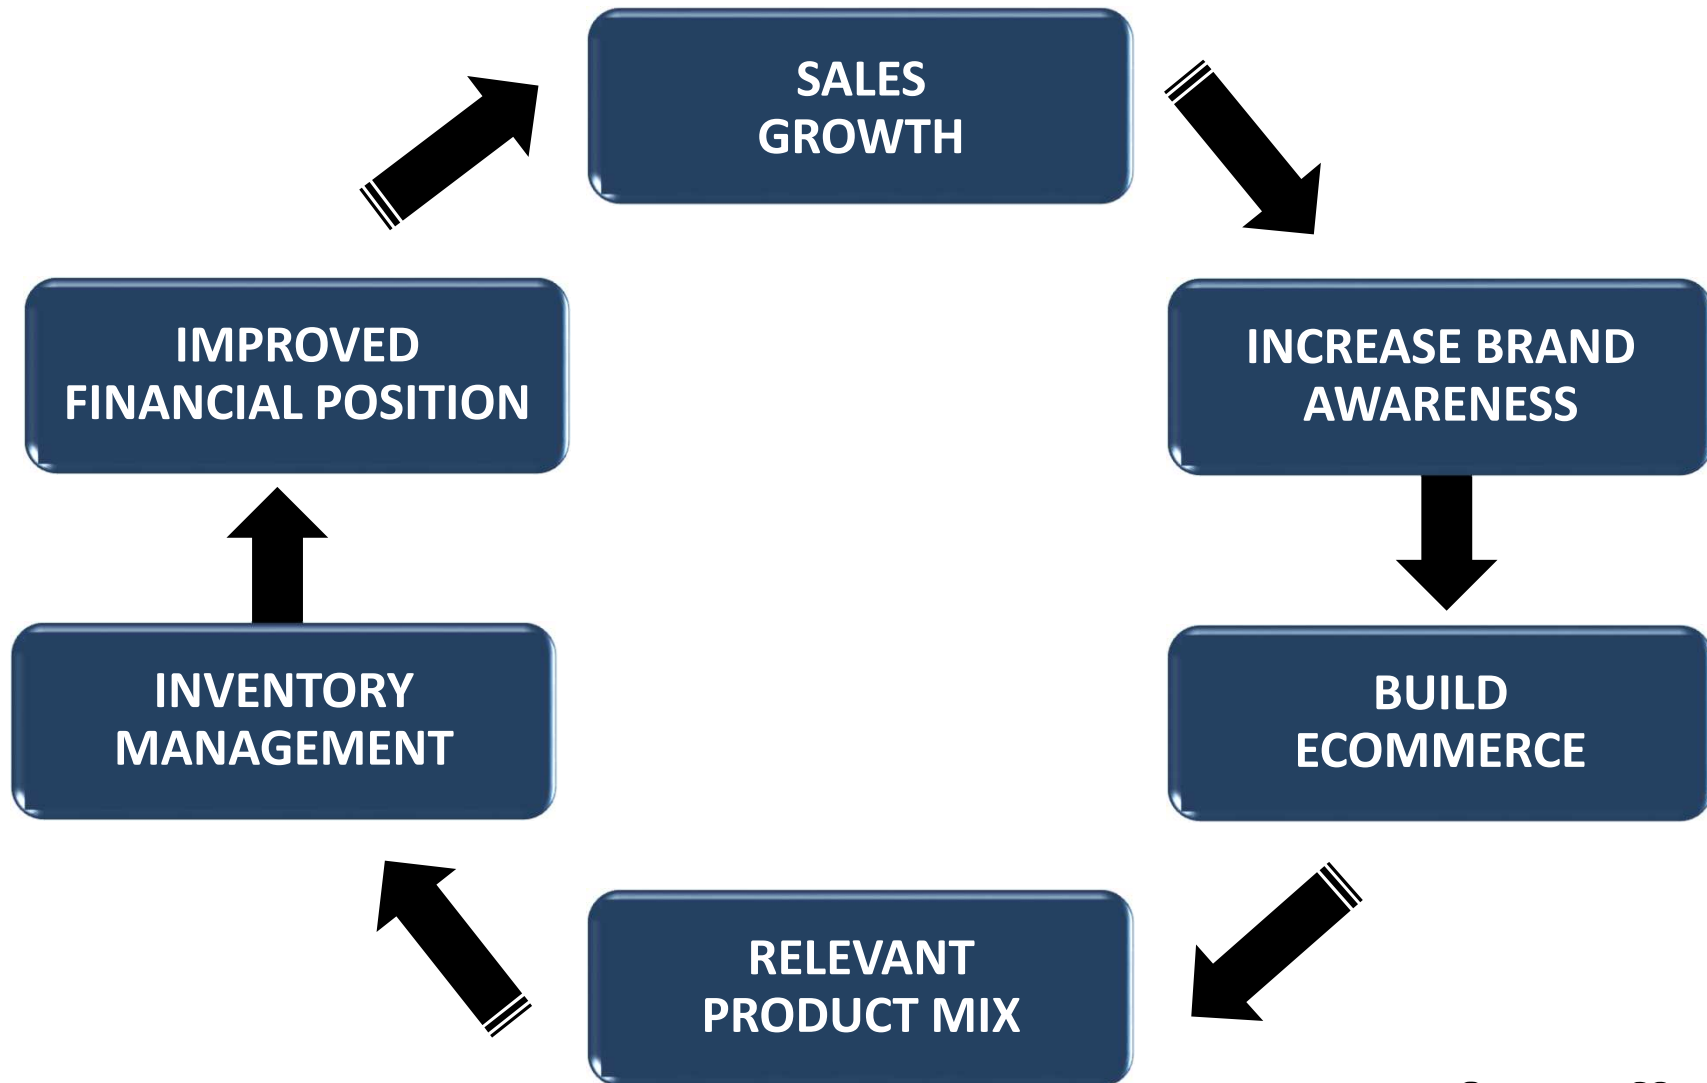 SALES
GROWTH
INCREASE BRAND
AWARENESS
BUILD
ECOMMERCE
RELEVANT
PRODUCT MIX
INVENTORY
MANAGEMENT
IMPROVED
FINANCIAL POSITION